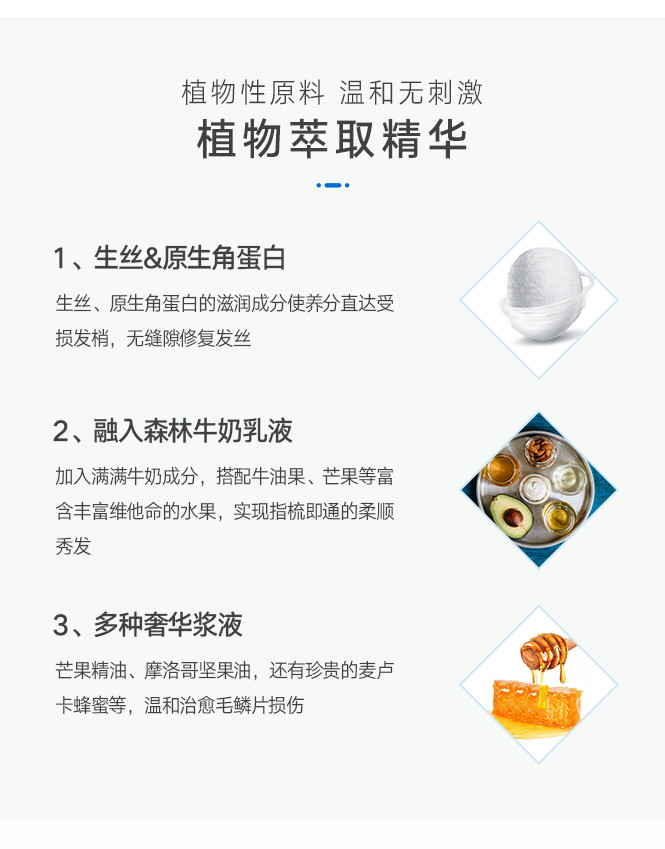 植物性原料 温和无刺激
植物萃取精华
1、生丝&原生角蛋白
生丝、原生角蛋白的滋润成分使养分直达受
损发梢，无缝隙修复发丝
2、融入森林牛奶乳液
加入满满牛奶成分，搭配牛油果、芒果等富
含丰富维他命的水果，实现指梳即通的柔顺
秀发
3、多种奢华浆液
芒果精油、摩洛哥坚果油，还有珍贵的麦卢
卡蜂蜜等，温和治愈毛鳞片损伤